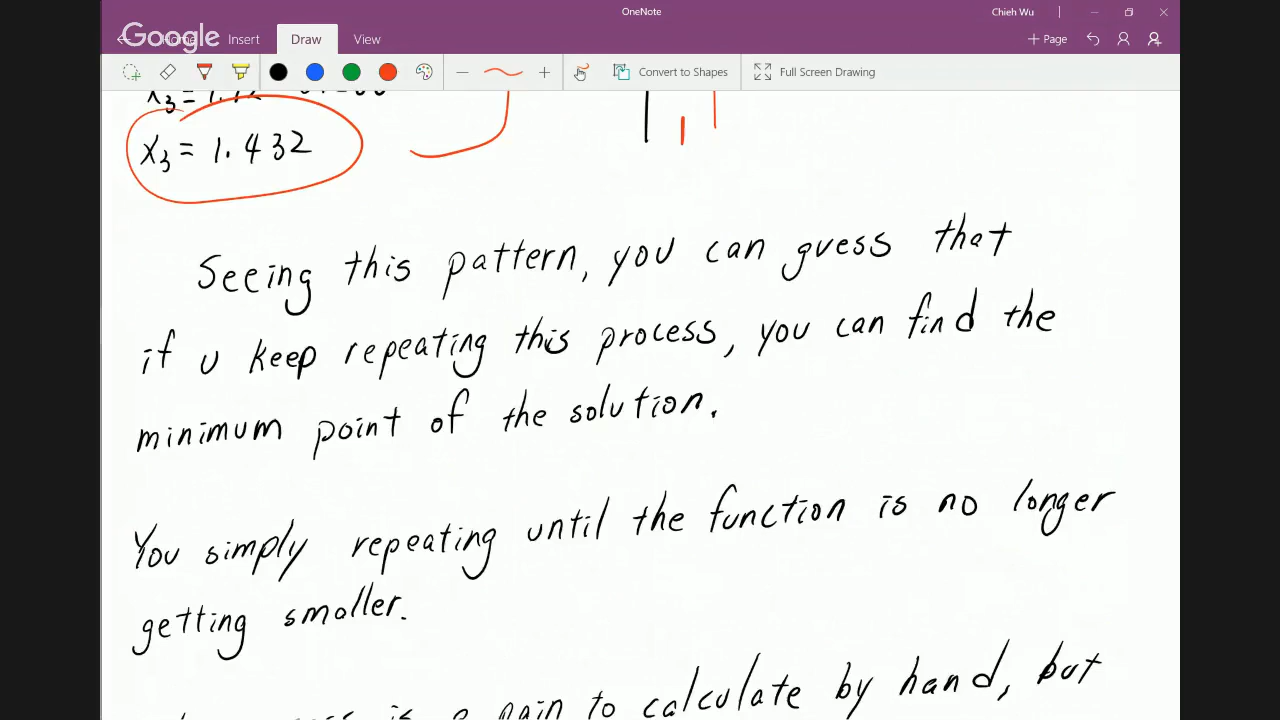 OneNote
Chieh Wu
Google
Insert
Draw
View
Page
Convert to Shapes
Full Screen Drawing
x3 = 1.432
Seeing this pattern, you can guess that
if u keep repeating this process, you can find the
minimum point of the solution.
You simply repeating until the function is no longer
getting smaller.
is a pain to calculate by hand, but